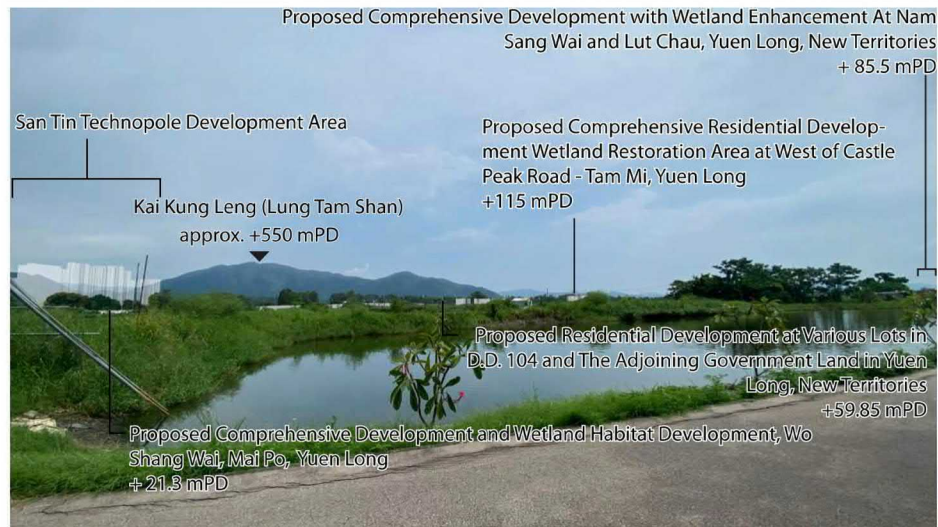 Proposed Comprehensive Development with Wetland Enhancement At Nam
Sang Wai and Lut Chau, Yuen Long, New Territories
+ 85.5 mPD
San Tin Technopole Development Area
Proposed Comprehensive Residential Develop-
ment Wetland Restoration Area at West of Castle
Peak Road - Tam Mi, Yuen Long
+115 mPD
Kai Kung Leng (Lung Tam Shan)
approx. +550 mPD
Proposed Residential Development at Various Lots in
D.D. 104 and The Adjoining Government Land in Yuen
Long, New Territories
+59.85 mPD
Proposed Comprehensive Development and Wetland Habitat Development, Wo
Shang Wai, Mai Po, Yuen Long
+ 21.3 mPD